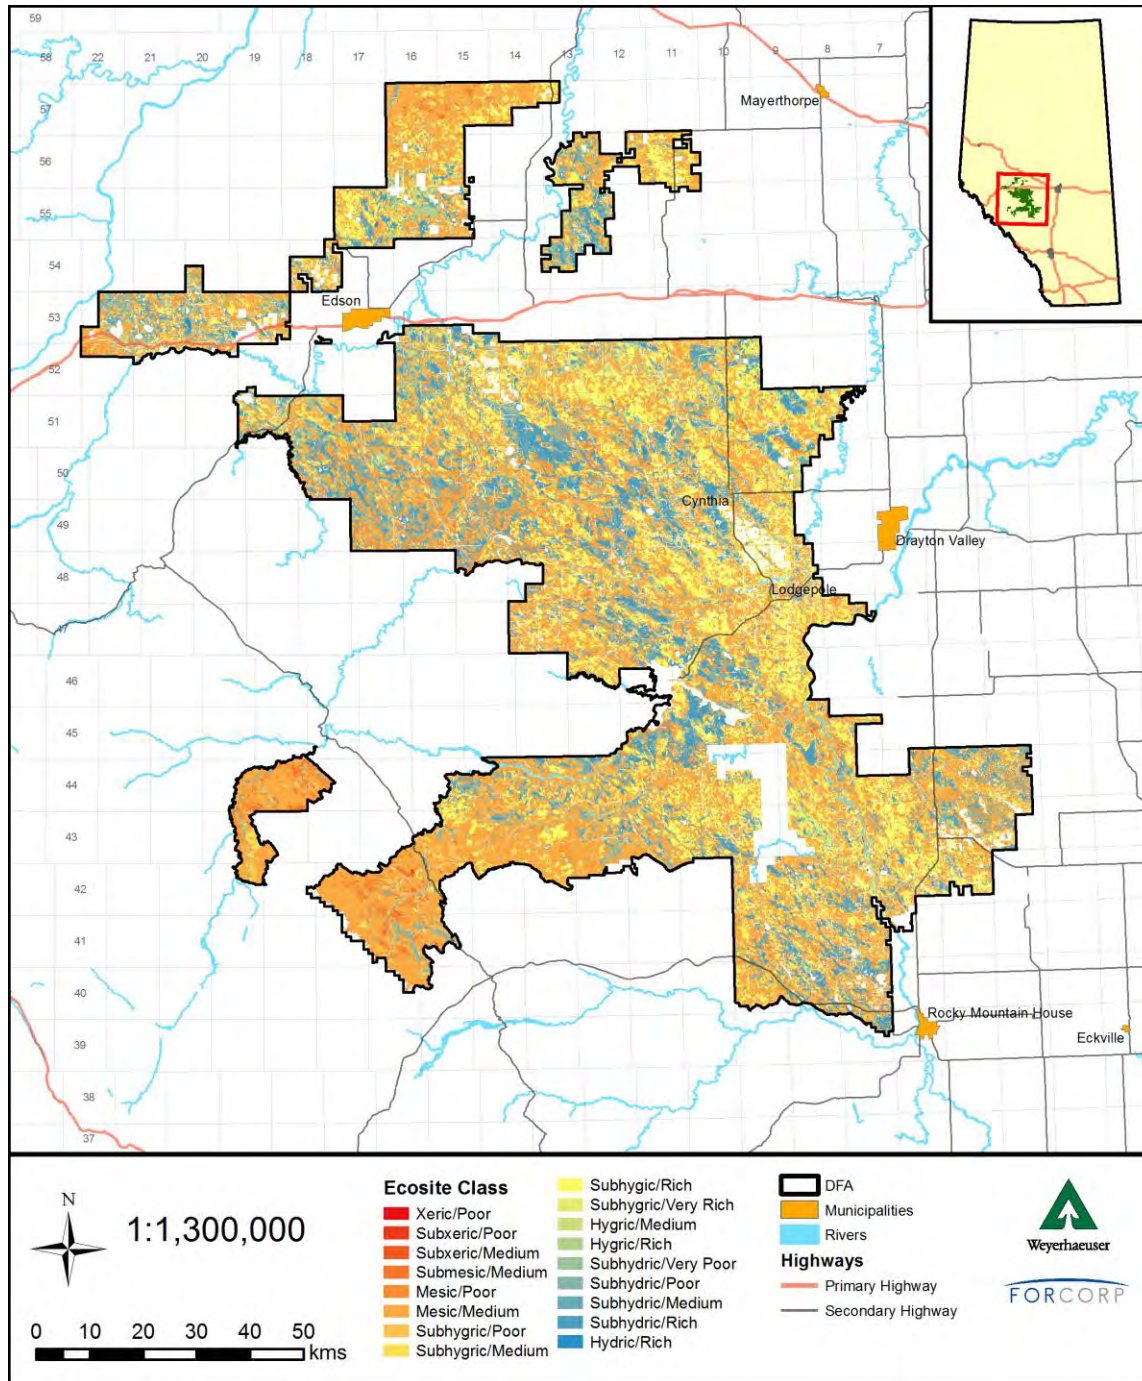 59
58
22
21
20
19
18
17
16
15
14
13
12
11
10
9
8
7
57
Mayerthorpe
56
55
54
Edson
53
52
51
50
Cynthia
49
Drayton Valley
48
Lodgepole
47
46
45
44
43
42
41
40
Rocky Mountain House
39
Eckville
38
37
N
1:1,300,000
0 10 20 30 40 50
kms
Ecosite Class
Xeric/Poor
Subxeric/Poor
Subxeric/Medium
Submesic/Medium
Mesic/Poor
Mesic/Medium
Subhygric/Poor
Subhygric/Medium
Subhygic/Rich
Subhygric/Very Rich
Hygric/Medium
Hygric/Rich
Subhydric/Very Poor
Subhydric/Poor
Subhydric/Medium
Subhydric/Rich
Hydric/Rich
DFA
Municipalities
Rivers
Highways
Primary Highway
Secondary Highway
Weyerhaeuser
FORCORP